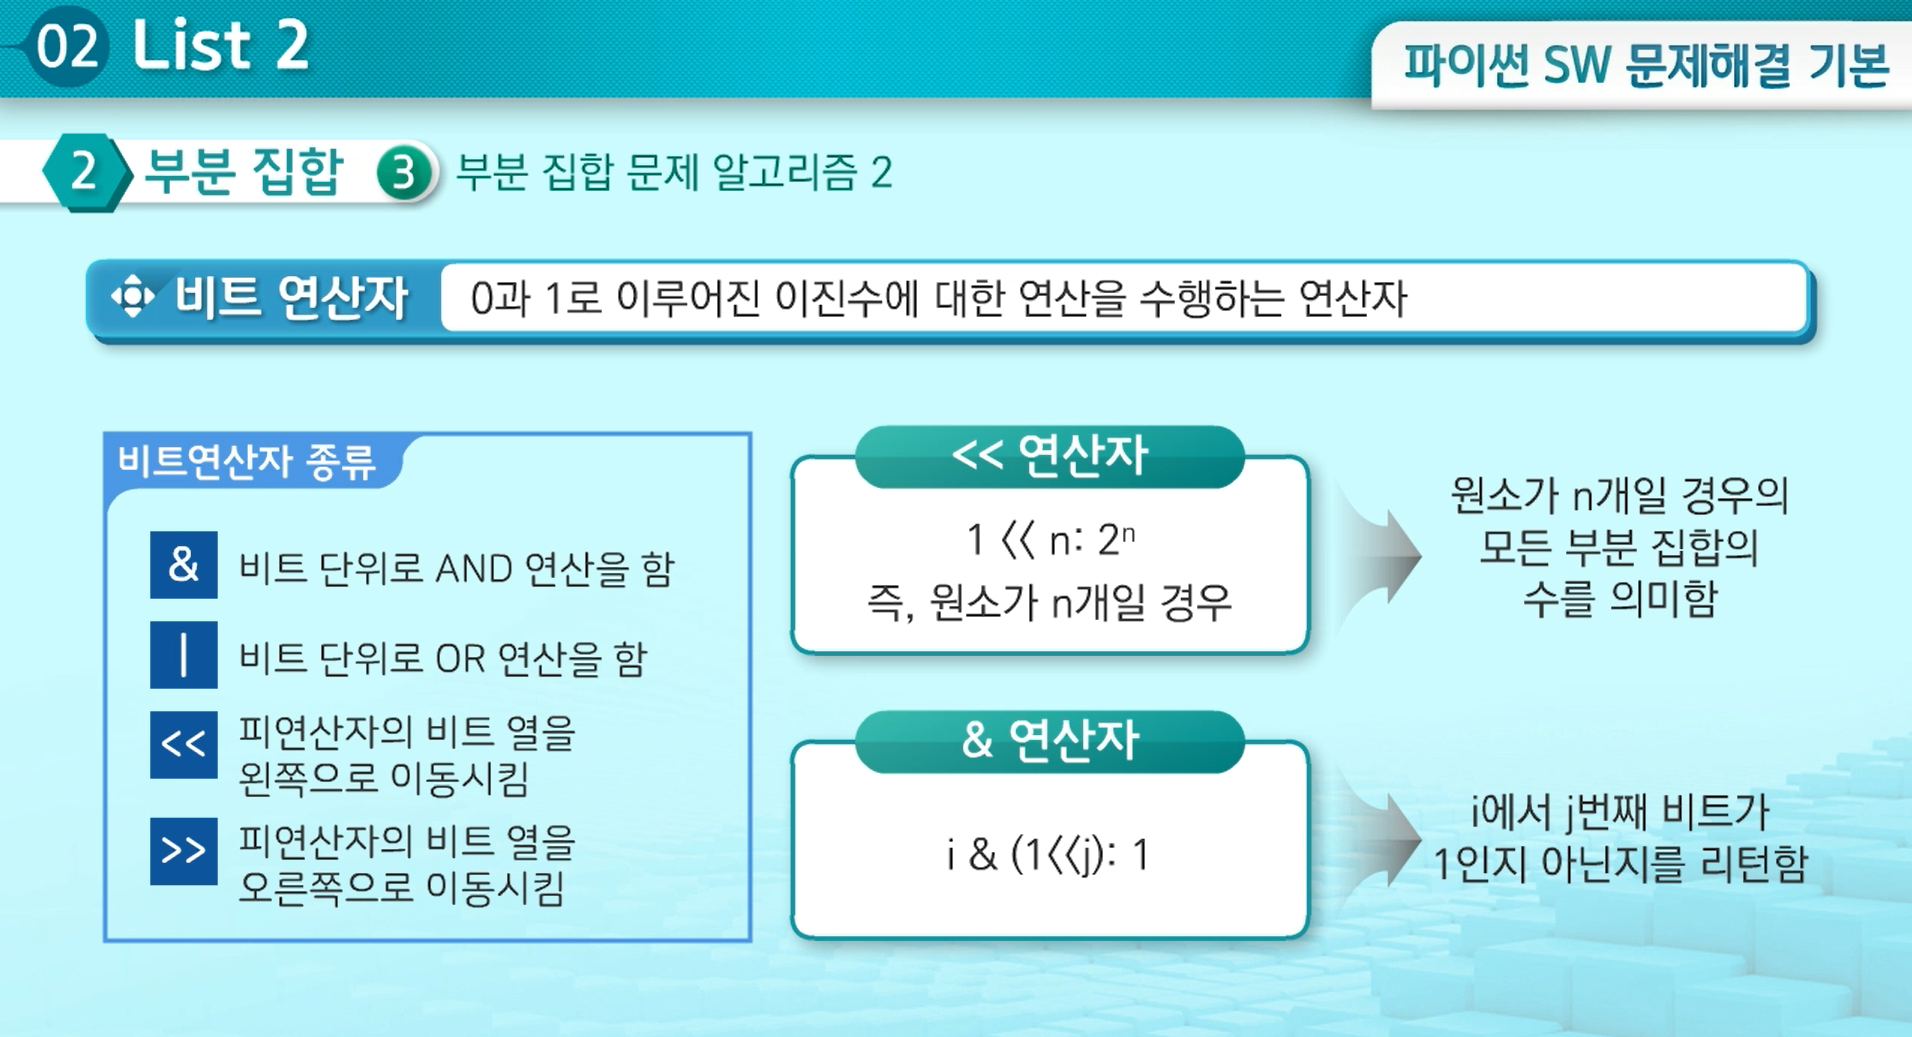 02 List 2
파이썬 SW 문제해결 기본
2 부분 집합 3 부분 집합 문제 알고리즘 2
비트 연산자 0과 1로 이루어진 이진수에 대한 연산을 수행하는 연산자
비트연산자 종류
& 비트 단위로 AND 연산을 함
| 비트 단위로 OR 연산을 함
<< 피연산자의 비트 열을
왼쪽으로 이동시킴
>> 피연산자의 비트 열을
오른쪽으로 이동시킴
<< 연산자
1 << n: 2ⁿ
즉, 원소가 n개일 경우
원소가 n개일 경우의
모든 부분 집합의
수를 의미함
& 연산자
i & (1<<j): 1
i에서 j번째 비트가
1인지 아닌지를 리턴함